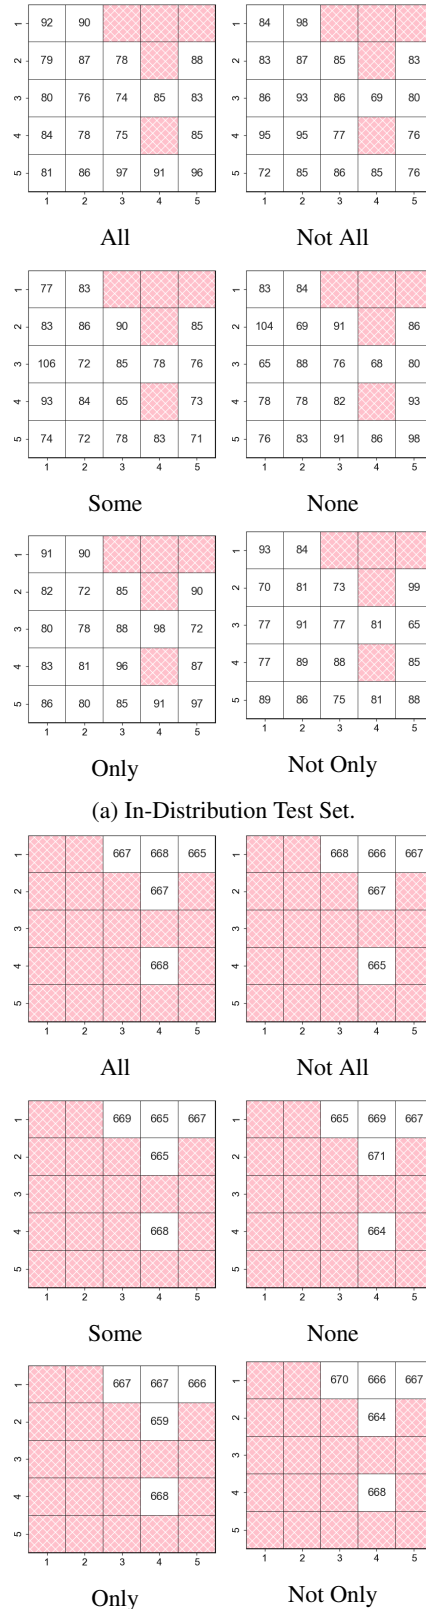 1 92 90 1 84 98
2 79 87 78 88 2 83 87 85 83
3 80 76 74 85 83 3 86 93 86 69 80
4 84 78 75 85 4 95 95 77 76
5 81 86 97 91 96 5 72 85 86 85 76
1 2 3 4 5 1 2 3 4 5
All Not All
1 77 83 1 83 84
2 83 86 90 85 2 104 69 91 86
3 106 72 85 78 76 3 65 88 76 68 80
4 93 84 65 73 4 78 78 82 93
5 74 72 78 83 71 5 76 83 91 86 98
1 2 3 4 5 1 2 3 4 5
Some None
1 91 90 1 93 84
2 82 72 85 90 2 70 81 73 99
3 80 78 88 98 72 3 77 91 77 81 65
4 83 81 96 87 4 77 89 88 85
5 86 80 85 91 97 5 89 86 75 81 88
1 2 3 4 5 1 2 3 4 5
Only Not Only
(a) In-Distribution Test Set.
1 667 668 665 1 668 666 667
2 667 2 667
3 3
4 668 4 665
5 5
1 2 3 4 5 1 2 3 4 5
All Not All
1 669 665 667 1 665 669 667
2 665 2 671
3 3
4 668 4 664
5 5
1 2 3 4 5 1 2 3 4 5
Some None
1 667 667 666 1 670 666 667
2 659 2 664
3 3
4 668 4 668
5 5
1 2 3 4 5 1 2 3 4 5
Only Not Only